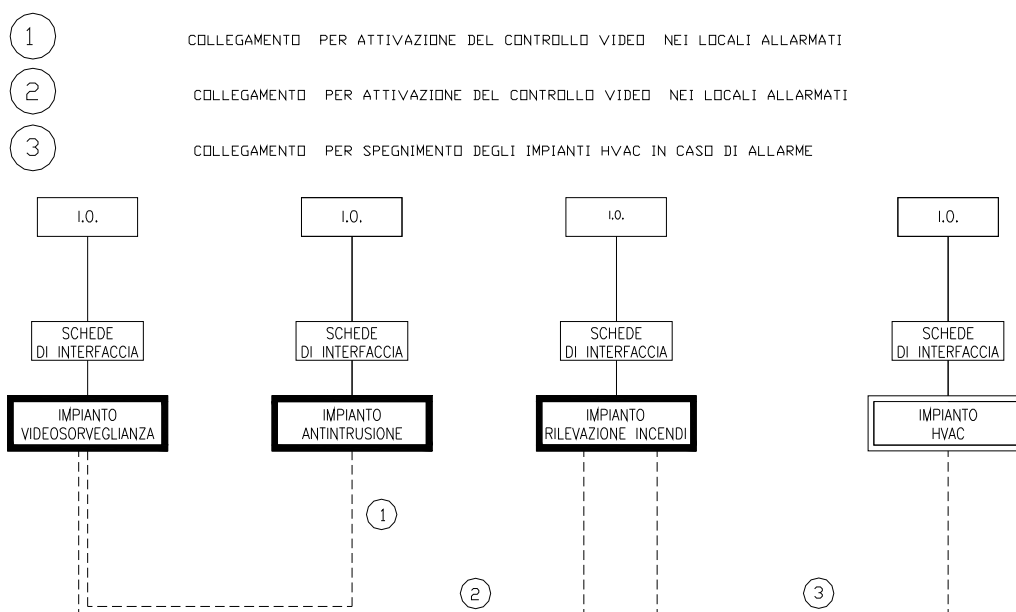 1 COLLEGAMENTO PER ATTIVAZIONE DEL CONTROLLO VIDEO NEI LOCALI ALLARMATI
2 COLLEGAMENTO PER ATTIVAZIONE DEL CONTROLLO VIDEO NEI LOCALI ALLARMATI
3 COLLEGAMENTO PER SPEGNIMENTO DEGLI IMPIANTI HVAC IN CASO DI ALLARME
I.O.
I.O.
I.O.
I.O.
SCHEDE
DI INTERFACCIA
SCHEDE
DI INTERFACCIA
SCHEDE
DI INTERFACCIA
SCHEDE
DI INTERFACCIA
IMPIANTO
VIDEOSORVEGLIANZA
IMPIANTO
ANTINTRUSIONE
IMPIANTO
RILEVAZIONE INCENDI
IMPIANTO
HVAC
1
2
3